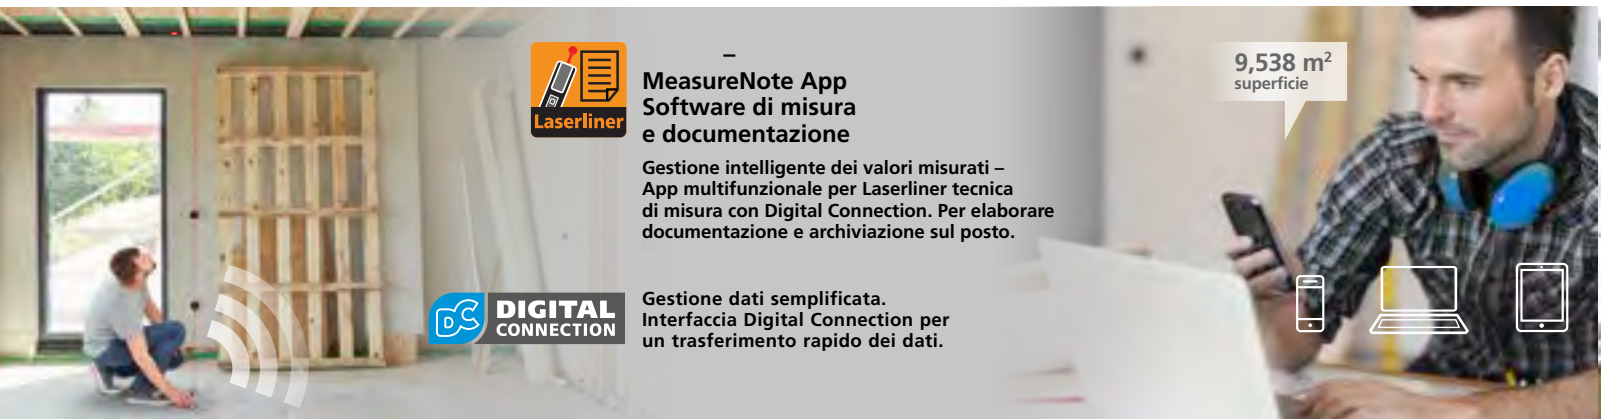 Laserliner
–
MeasureNote App
Software di misura
e documentazione
Gestione intelligente dei valori misurati –
App multifunzionale per Laserliner tecnica
di misura con Digital Connection. Per elaborare
documentazione e archiviazione sul posto.
DC DIGITAL
CONNECTION
Gestione dati semplificata.
Interfaccia Digital Connection per
un trasferimento rapido dei dati.
9,538 m²
superficie